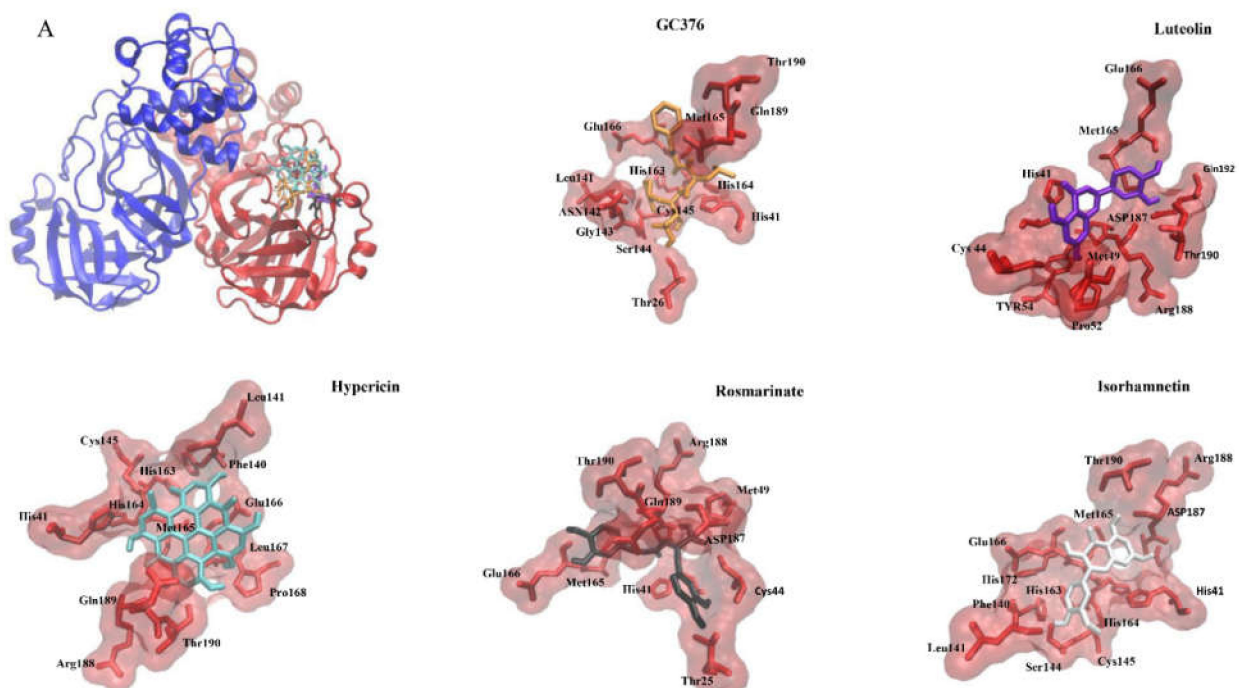 A
GC376
Thr190
Gln189
Met165
Glu166
His163
Leu141
His164
ASN142
Cys145
His41
Gly143
Ser144
Thr26
Luteolin
Glu166
Met165
Gln192
His41
ASP187
Cys 44
Met49
Thr190
TYR54
Arg188
Pro52
Hypericin
Leu141
Cys145
His163
Phe140
His164
Glu166
His41
Met165
Leu167
Pro168
Gln189
Thr190
Arg188
Rosmarinate
Arg188
Thr190
Gln189
Met49
ASP187
Glu166
Met165
His41
Cys44
Thr25
Isorhamnetin
Thr190
Arg188
Met165
ASP187
Glu166
His172
His163
His41
Phe140
His164
Leu141
Ser144
Cys145